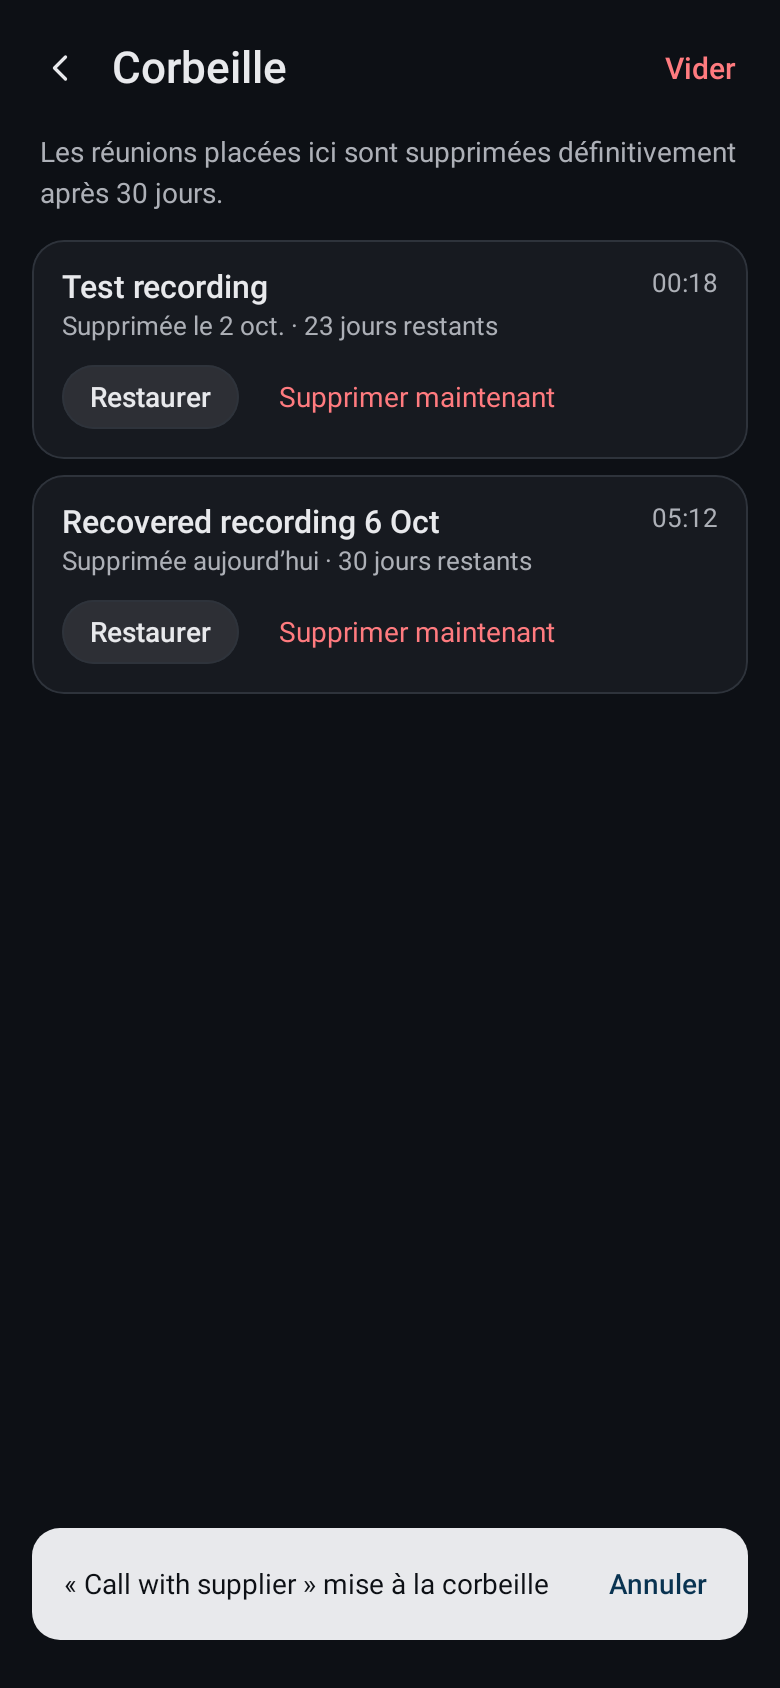 Corbeille
Vider
Les réunions placées ici sont supprimées définitivement
après 30 jours.
Test recording
00:18
Supprimée le 2 oct. · 23 jours restants
Restaurer
Supprimer maintenant
Recovered recording 6 Oct
05:12
Supprimée aujourd’hui · 30 jours restants
Restaurer
Supprimer maintenant
« Call with supplier » mise à la corbeille
Annuler